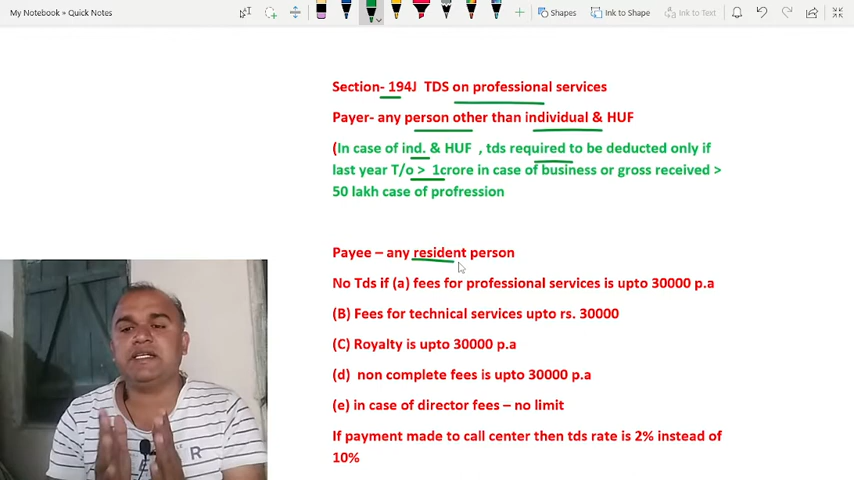 My Notebook » Quick Notes
Shapes
Ink to Shape
Ink to Text
Section- 194J TDS on professional services
Payer- any person other than individual & HUF
(In case of ind. & HUF , tds required to be deducted only if
last year T/o > 1crore in case of business or gross received >
50 lakh case of profression
Payee – any resident person
No Tds if (a) fees for professional services is upto 30000 p.a
(B) Fees for technical services upto rs. 30000
(C) Royalty is upto 30000 p.a
(d) non complete fees is upto 30000 p.a
(e) in case of director fees – no limit
If payment made to call center then tds rate is 2% instead of
10%
R